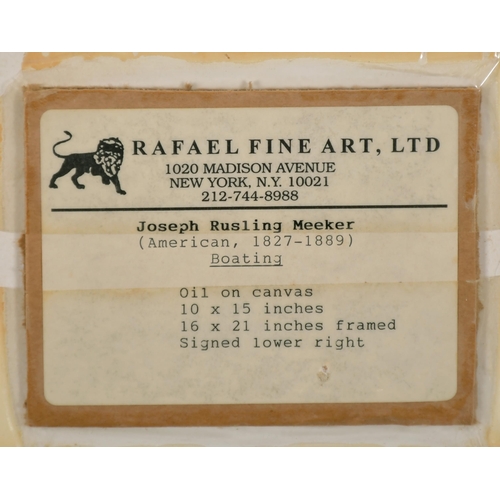 RAFAEL FINE ART, LTD
1020 MADISON AVENUE
NEW YORK, N.Y. 10021
212-744-8988
Joseph Rusling Meeker
(American, 1827-1889)
Boating
Oil on canvas
10 x 15 inches
16 x 21 inches framed
Signed lower right